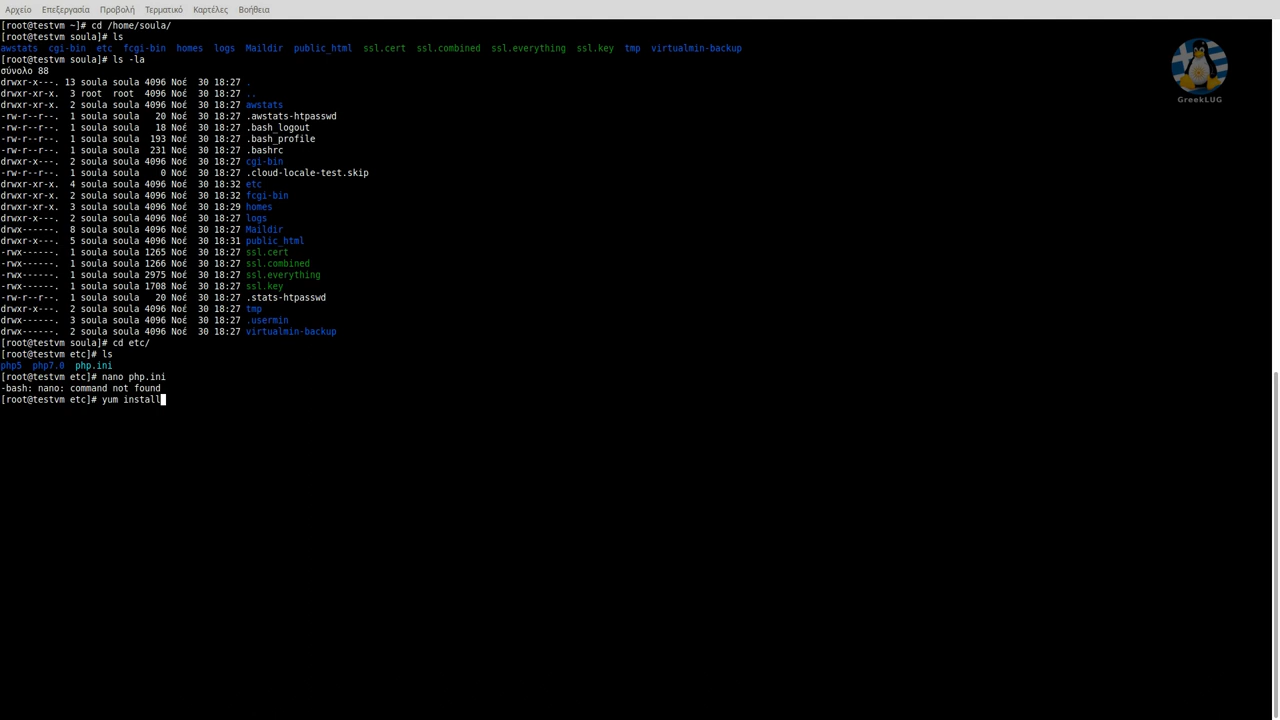 Αρχείο Επεξεργασία Προβολή Τερματικό Καρτέλες Βοήθεια
[root@testvm ~]# cd /home/soula/
[root@testvm soula]# ls
awstats cgi-bin etc fcgi-bin homes logs Maildir public_html ssl.cert ssl.combined ssl.everything ssl.key tmp virtualmin-backup
[root@testvm soula]# ls -la
σύνολο 88
drwxr-x---. 13 soula soula 4096 Νοέ 30 18:27 .
drwxr-xr-x. 3 root root 4096 Νοέ 30 18:27 ..
drwxr-xr-x. 2 soula soula 4096 Νοέ 30 18:27 awstats
-rw-r--r--. 1 soula soula 20 Νοέ 30 18:27 .awstats-htpasswd
-rw-r--r--. 1 soula soula 18 Νοέ 30 18:27 .bash_logout
-rw-r--r--. 1 soula soula 193 Νοέ 30 18:27 .bash_profile
-rw-r--r--. 1 soula soula 231 Νοέ 30 18:27 .bashrc
drwxr-x---. 2 soula soula 4096 Νοέ 30 18:27 cgi-bin
-rw-r--r--. 1 soula soula 0 Νοέ 30 18:27 .cloud-locale-test.skip
drwxr-xr-x. 4 soula soula 4096 Νοέ 30 18:32 etc
drwxr-xr-x. 2 soula soula 4096 Νοέ 30 18:32 fcgi-bin
drwxr-xr-x. 3 soula soula 4096 Νοέ 30 18:29 homes
drwxr-x---. 2 soula soula 4096 Νοέ 30 18:27 logs
drwx------. 8 soula soula 4096 Νοέ 30 18:27 Maildir
drwxr-x---. 5 soula soula 4096 Νοέ 30 18:31 public_html
-rwx------. 1 soula soula 1265 Νοέ 30 18:27 ssl.cert
-rwx------. 1 soula soula 1266 Νοέ 30 18:27 ssl.combined
-rwx------. 1 soula soula 2975 Νοέ 30 18:27 ssl.everything
-rwx------. 1 soula soula 1708 Νοέ 30 18:27 ssl.key
-rw-r--r--. 1 soula soula 20 Νοέ 30 18:27 .stats-htpasswd
drwxr-x---. 2 soula soula 4096 Νοέ 30 18:27 tmp
drwx------. 3 soula soula 4096 Νοέ 30 18:27 .usermin
drwx------. 2 soula soula 4096 Νοέ 30 18:27 virtualmin-backup
[root@testvm soula]# cd etc/
[root@testvm etc]# ls
php5 php7.0 php.ini
[root@testvm etc]# nano php.ini
-bash: nano: command not found
[root@testvm etc]# yum install
GreekLUG